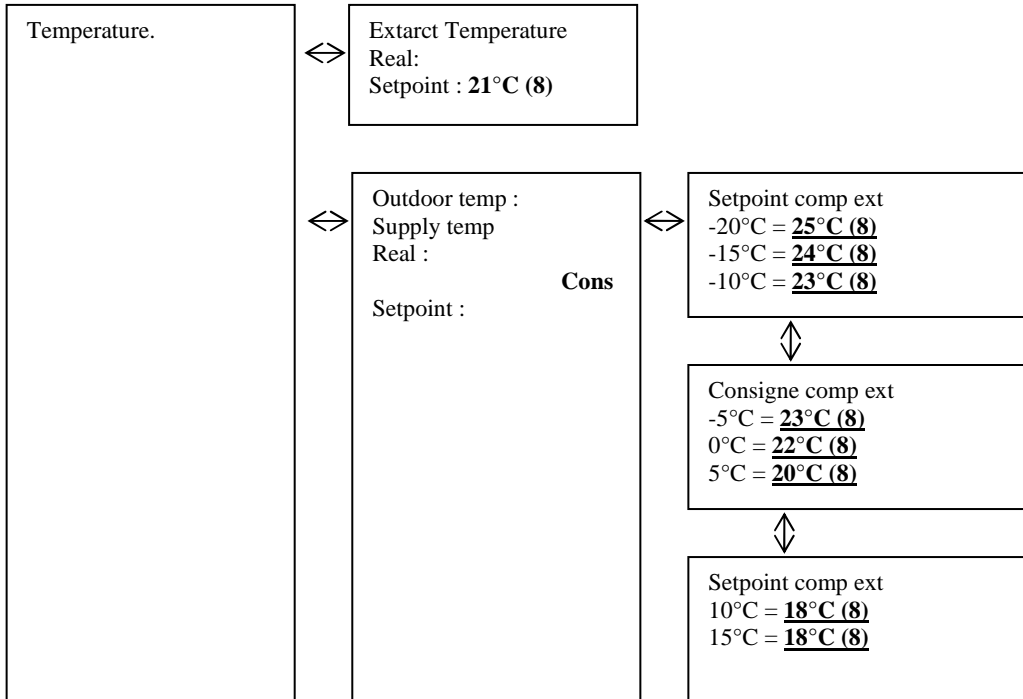 Temperature.
Extarct Temperature
Real:
Setpoint : 21°C (8)
Outdoor temp :
Supply temp
Real :
Cons
Setpoint :
Setpoint comp ext
-20°C = 25°C (8)
-15°C = 24°C (8)
-10°C = 23°C (8)
Consigne comp ext
-5°C = 23°C (8)
0°C = 22°C (8)
5°C = 20°C (8)
Setpoint comp ext
10°C = 18°C (8)
15°C = 18°C (8)